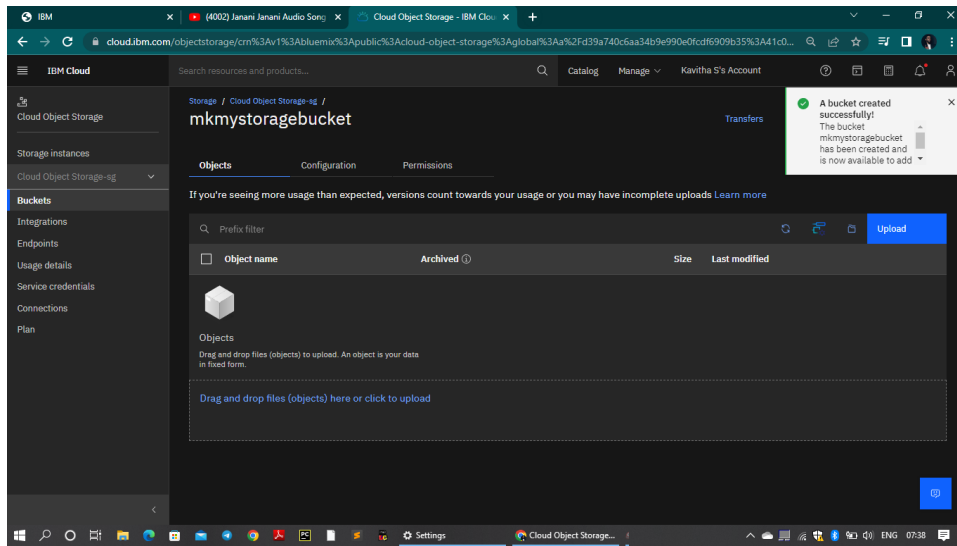 IBM
(4002) Janani Janani Audio Song
Cloud Object Storage - IBM Clou
cloud.ibm.com/objectstorage/crn%3Av1%3Abluemix%3Apublic%3Acloud-object-storage%3Aglobal%3Aa%2Fd39a740c6aa34b9e990e0fcdf6909b35%3A41c0...
IBM Cloud
Search resources and products...
Catalog
Manage
Kavitha S's Account
Cloud Object Storage
Storage instances
Cloud Object Storage-sg
Buckets
Integrations
Endpoints
Usage details
Service credentials
Connections
Plan
Storage / Cloud Object Storage-sg /
mkmystoragebucket
Transfers
A bucket created
successfully!
The bucket
mkmystoragebucket
has been created and
is now available to add
Objects
Configuration
Permissions
If you're seeing more usage than expected, versions count towards your usage or you may have incomplete uploads Learn more
Prefix filter
Upload
Object name
Archived
Size
Last modified
Objects
Drag and drop files (objects) to upload. An object is your data
in fixed form.
Drag and drop files (objects) here or click to upload
Settings
Cloud Object Storage...
ENG
07:38